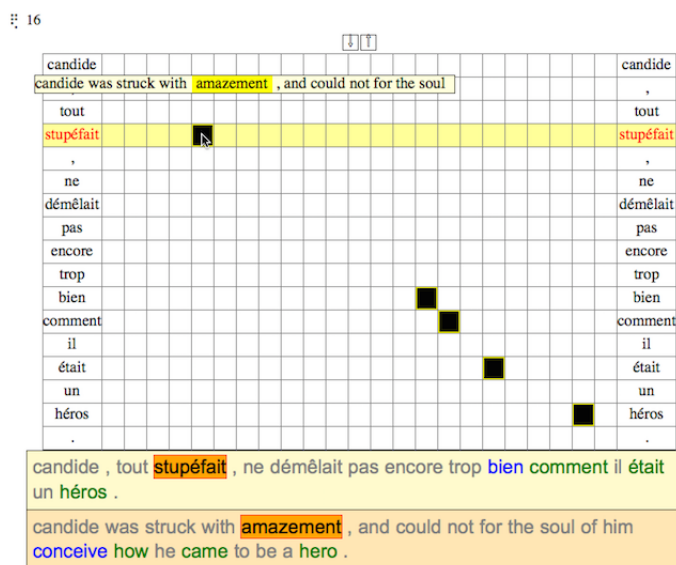 16
candide candide
candide was struck with amazement , and could not for the soul
,
tout tout
stupéfait stupéfait
, ,
ne ne
démêlait démêlait
pas pas
encore encore
trop trop
bien bien
comment comment
il il
était était
un un
héros héros
. .
candide , tout stupéfait , ne démêlait pas encore trop bien comment il était
un héros .
candide was struck with amazement , and could not for the soul of him
conceive how he came to be a hero .